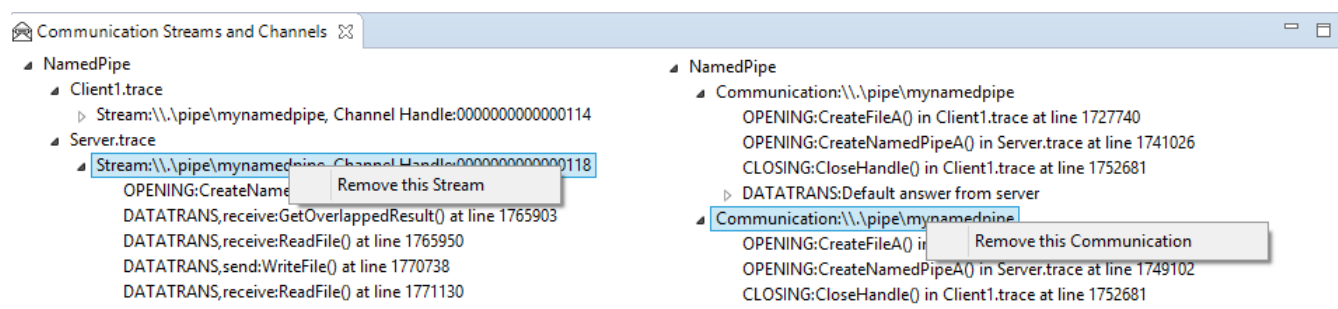 Communication Streams and Channels
NamedPipe
Client1.trace
Stream:\\.\pipe\mynamedpipe, Channel Handle:0000000000000114
Server.trace
Stream:\\.\pipe\mynamedpipe, Channel Handle:0000000000000118
Remove this Stream
OPENING:CreateName
DATATRANS,receive:GetOverlappedResult() at line 1765903
DATATRANS,receive:ReadFile() at line 1765950
DATATRANS,send:WriteFile() at line 1770738
DATATRANS,receive:ReadFile() at line 1771130
NamedPipe
Communication:\\.\pipe\mynamedpipe
OPENING:CreateFileA() in Client1.trace at line 1727740
OPENING:CreateNamedPipeA() in Server.trace at line 1741026
CLOSING:CloseHandle() in Client1.trace at line 1752681
DATATRANS:Default answer from server
Communication:\\.\pipe\mynamedpipe
Remove this Communication
OPENING:CreateFileA() i
OPENING:CreateNamedPipeA() in Server.trace at line 1749102
CLOSING:CloseHandle() in Client1.trace at line 1752681